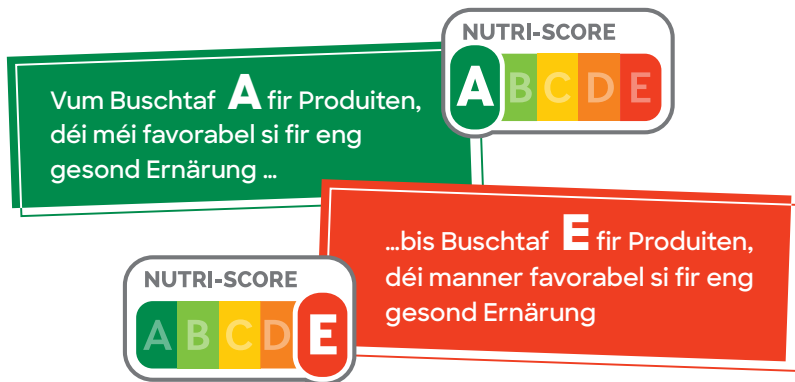 NUTRI-SCORE
A B C D E
Vum Buschtaf A fir Produiten,
déi méi favorabel si fir eng
gesond Ernärung ...
...bis Buschtaf E fir Produiten,
déi manner favorabel si fir eng
gesond Ernärung
NUTRI-SCORE
A B C D E